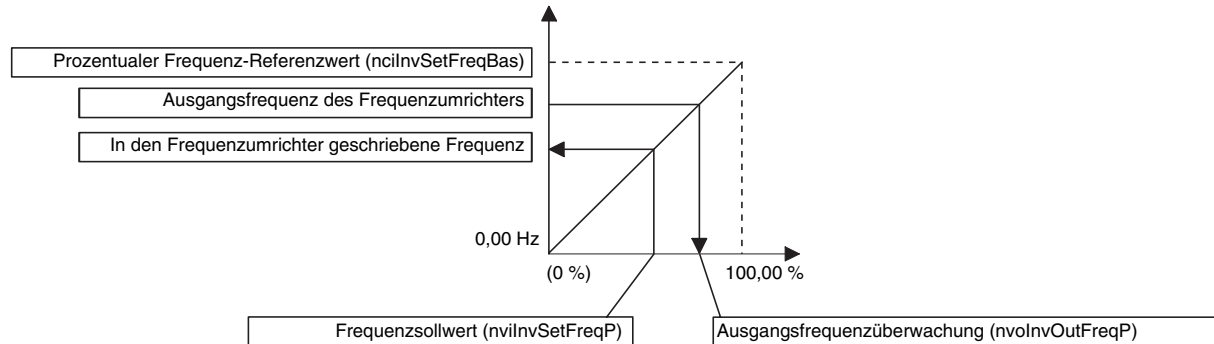 Prozentualer Frequenz-Referenzwert (nciInvSetFreqBas)
Ausgangsfrequenz des Frequenzumrichters
In den Frequenzumrichter geschriebene Frequenz
0,00 Hz
(0 %)
100,00 %
Frequenzsollwert (nviInvSetFreqP)
Ausgangsfrequenzüberwachung (nvoInvOutFreqP)